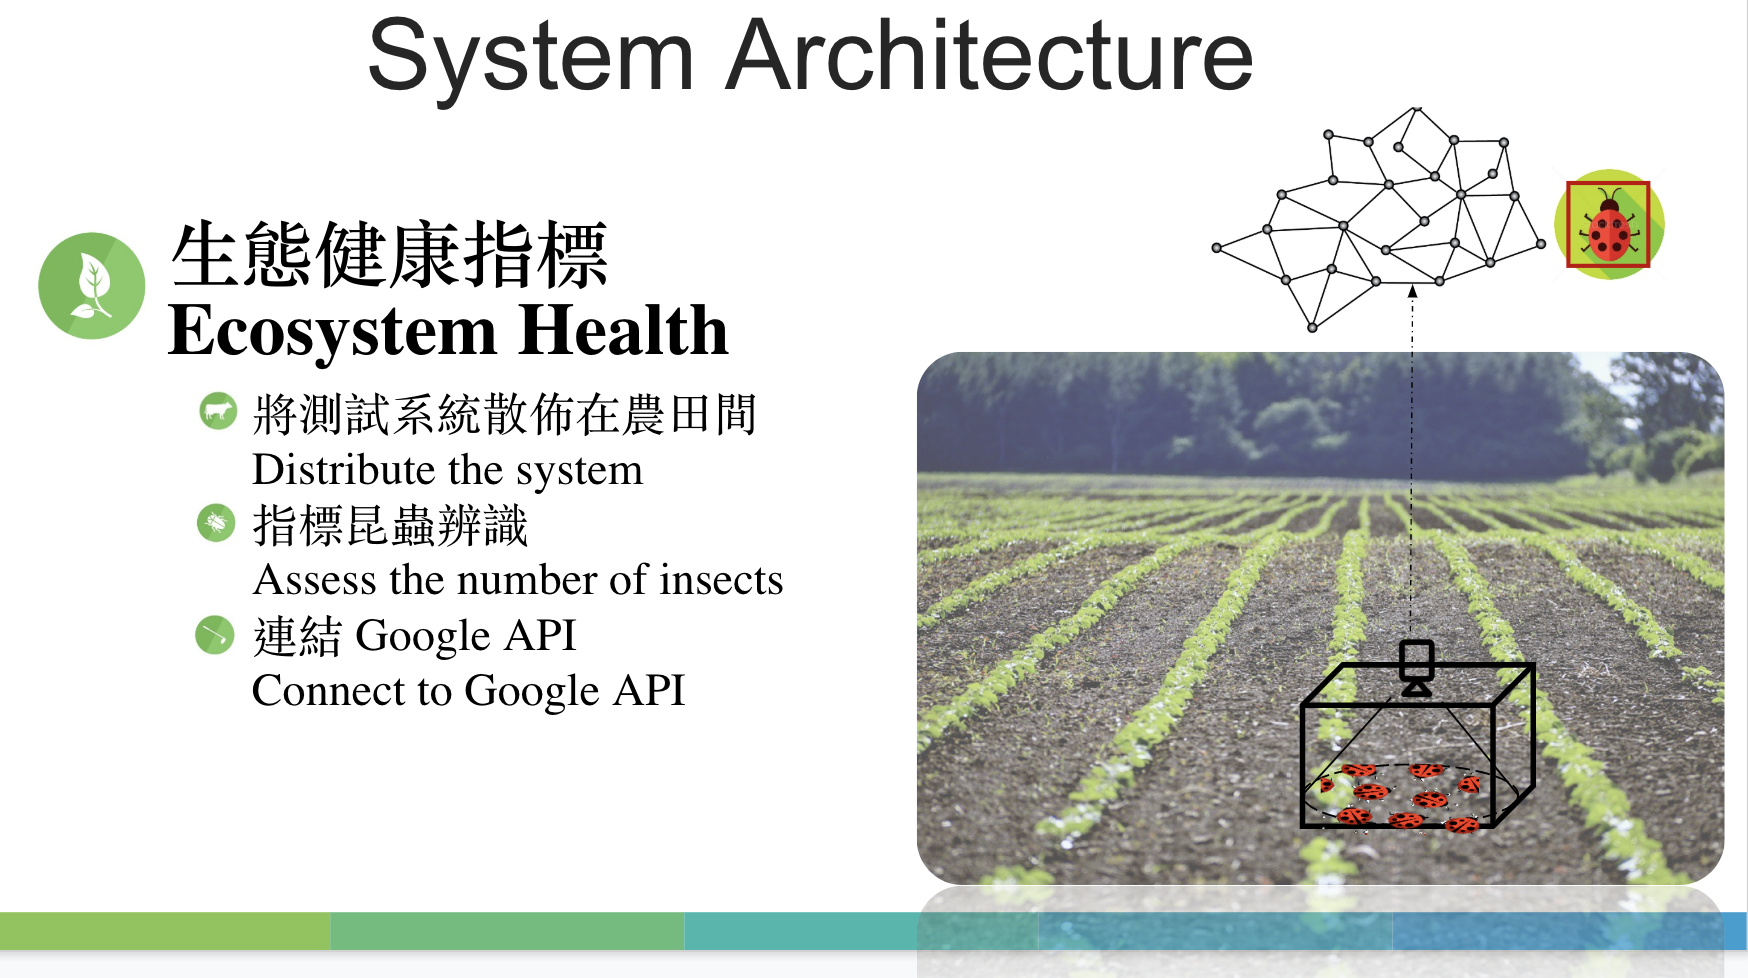 System Architecture
生態健康指標
Ecosystem Health
將測試系統散佈在農田間
Distribute the system
指標昆蟲辨識
Assess the number of insects
連結 Google API
Connect to Google API